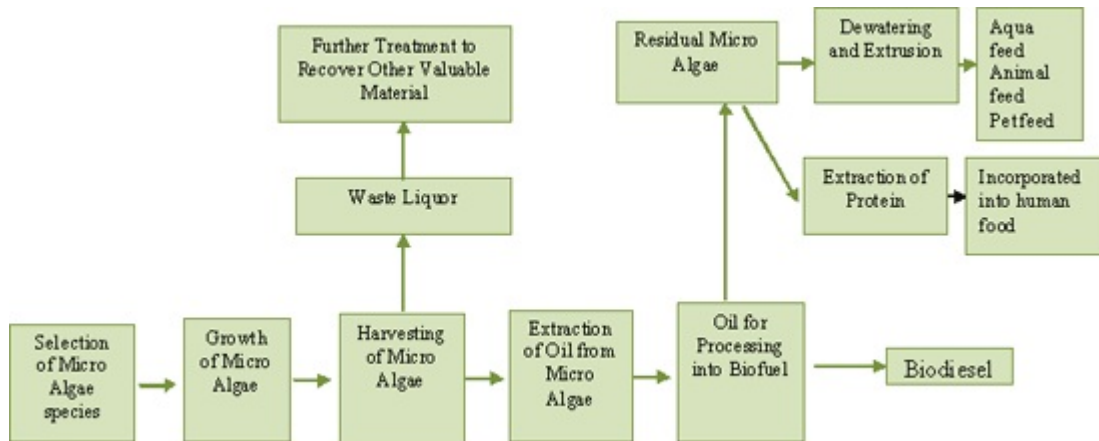 Further Treatment to
Recover Other Valuable
Material
Residual Micro
Algae
Dewatering
and Extrusion
Aqua
feed
Animal
feed
Petfeed
Waste Liquor
Extraction of
Protein
Incorporated
into human
food
Selection
of Micro
Algae
species
Growth
of Micro
Algae
Harvesting
of Micro
Algae
Extraction
of Oil from
Micro
Algae
Oil for
Processing
into Biofuel
Biodiesel